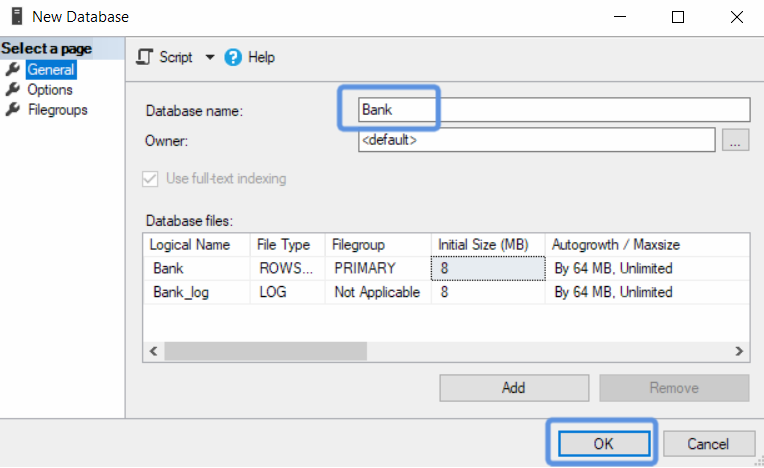 New Database
Select a page
General
Options
Filegroups
Script Help
Database name: Bank
Owner: <default> ...
Use full-text indexing
Database files:
Logical Name File Type Filegroup Initial Size (MB) Autogrowth / Maxsize
Bank ROWS... PRIMARY 8 By 64 MB, Unlimited
Bank_log LOG Not Applicable 8 By 64 MB, Unlimited
Add Remove
OK Cancel